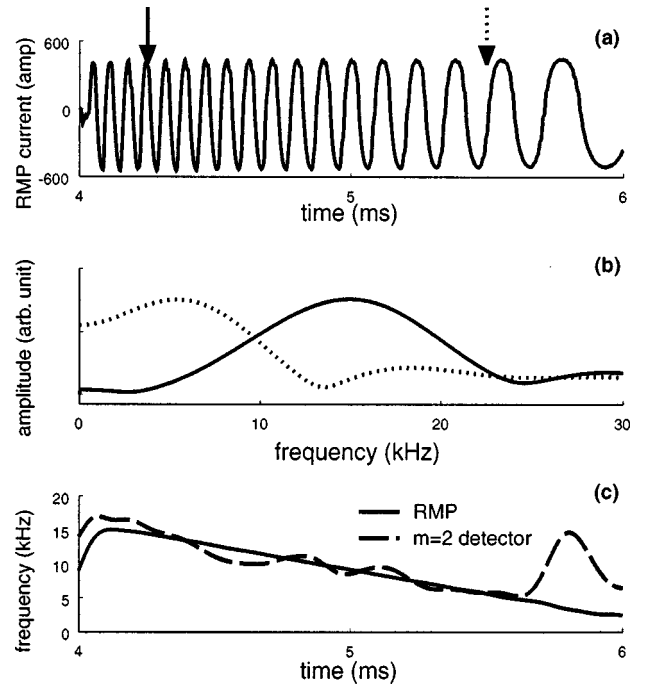 (a)
RMP current (amp)
600
0
-600
4
5
6
time (ms)
(b)
amplitude (arb. unit)
0
10
20
30
frequency (kHz)
(c)
frequency (kHz)
20
15
10
5
0
RMP
m=2 detector
4
5
6
time (ms)